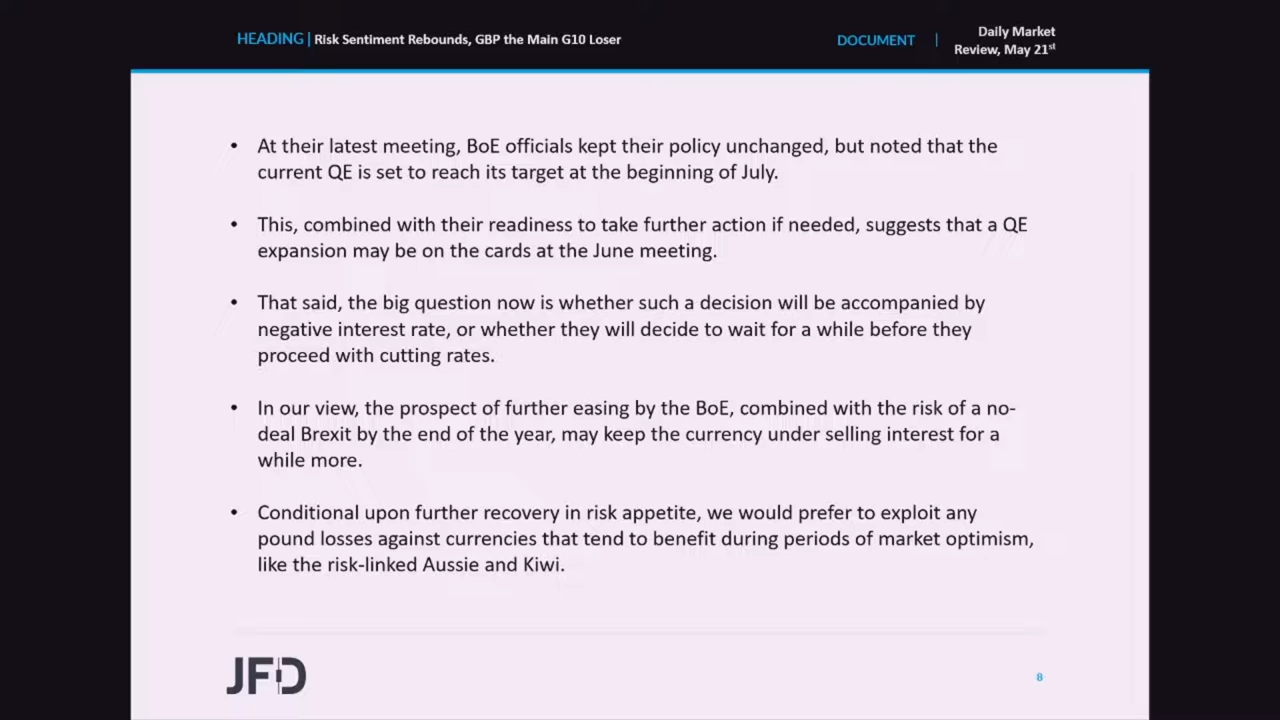 HEADING | Risk Sentiment Rebounds, GBP the Main G10 Loser
DOCUMENT | Daily Market
Review, May 21st
• At their latest meeting, BoE officials kept their policy unchanged, but noted that the
current QE is set to reach its target at the beginning of July.
• This, combined with their readiness to take further action if needed, suggests that a QE
expansion may be on the cards at the June meeting.
• That said, the big question now is whether such a decision will be accompanied by
negative interest rate, or whether they will decide to wait for a while before they
proceed with cutting rates.
• In our view, the prospect of further easing by the BoE, combined with the risk of a no-
deal Brexit by the end of the year, may keep the currency under selling interest for a
while more.
• Conditional upon further recovery in risk appetite, we would prefer to exploit any
pound losses against currencies that tend to benefit during periods of market optimism,
like the risk-linked Aussie and Kiwi.
JFD
8